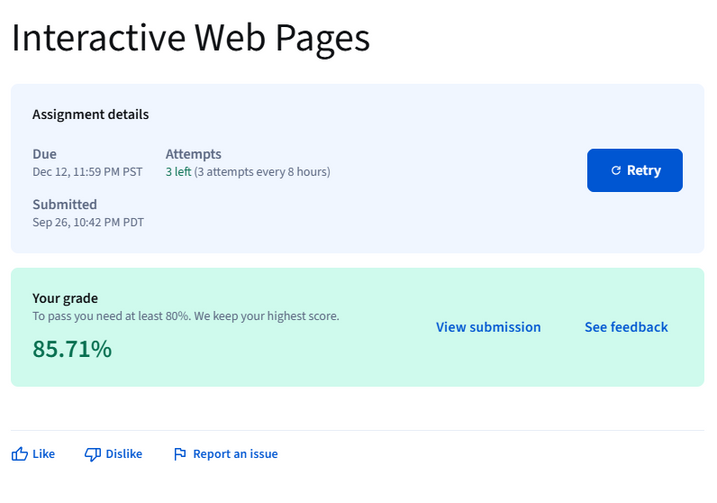 Interactive Web Pages
Assignment details
Due
Dec 12, 11:59 PM PST
Attempts
3 left (3 attempts every 8 hours)
Submitted
Sep 26, 10:42 PM PDT
Retry
Your grade
To pass you need at least 80%. We keep your highest score.
85.71%
View submission
See feedback
Like
Dislike
Report an issue